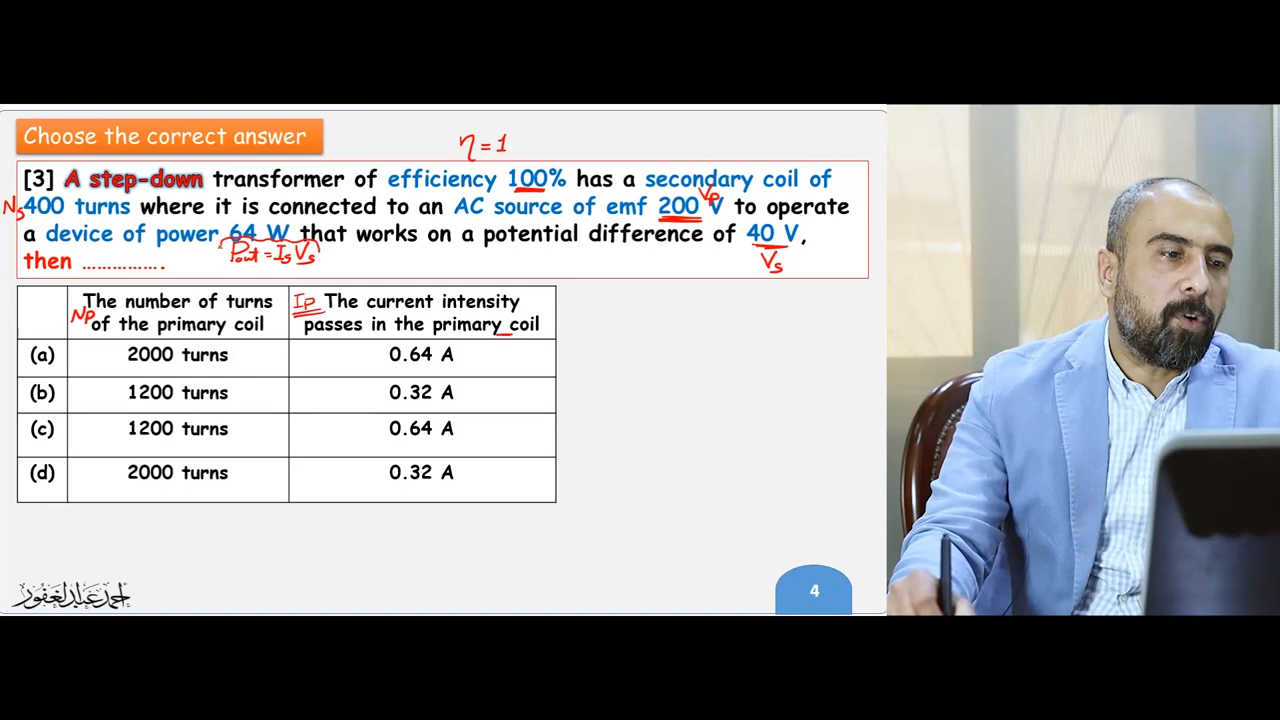 Choose the correct answer
η = 1
[3] A step-down transformer of efficiency 100% has a secondary coil of
Ns 400 turns where it is connected to an AC source of emf 200 V to operate
Vp
a device of power 64 W that works on a potential difference of 40 V,
then ................
Pout = Is Vs
Vs
The number of turns of the primary coil
Np
Ip The current intensity passes in the primary coil
(a) 2000 turns 0.64 A
(b) 1200 turns 0.32 A
(c) 1200 turns 0.64 A
(d) 2000 turns 0.32 A
احمد عبد الغفور
4